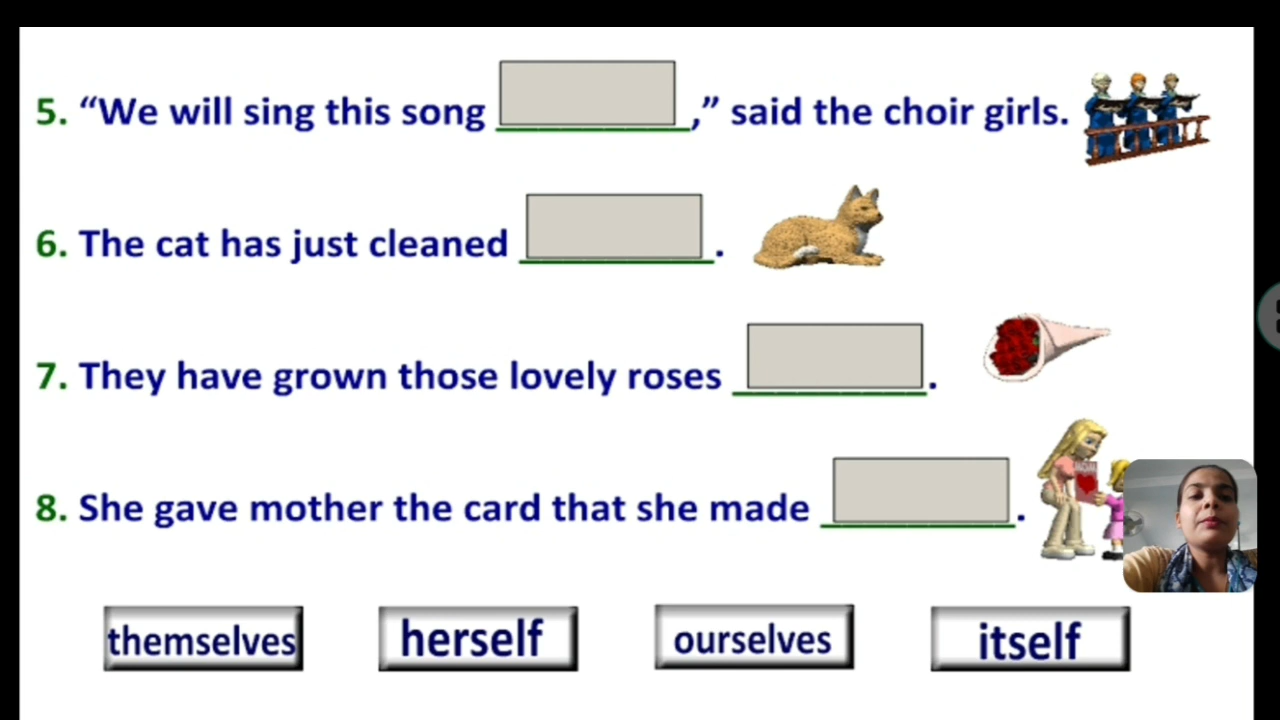 5. “We will sing this song ________,” said the choir girls.
6. The cat has just cleaned ________.
7. They have grown those lovely roses ________.
8. She gave mother the card that she made ________.
themselves herself ourselves itself